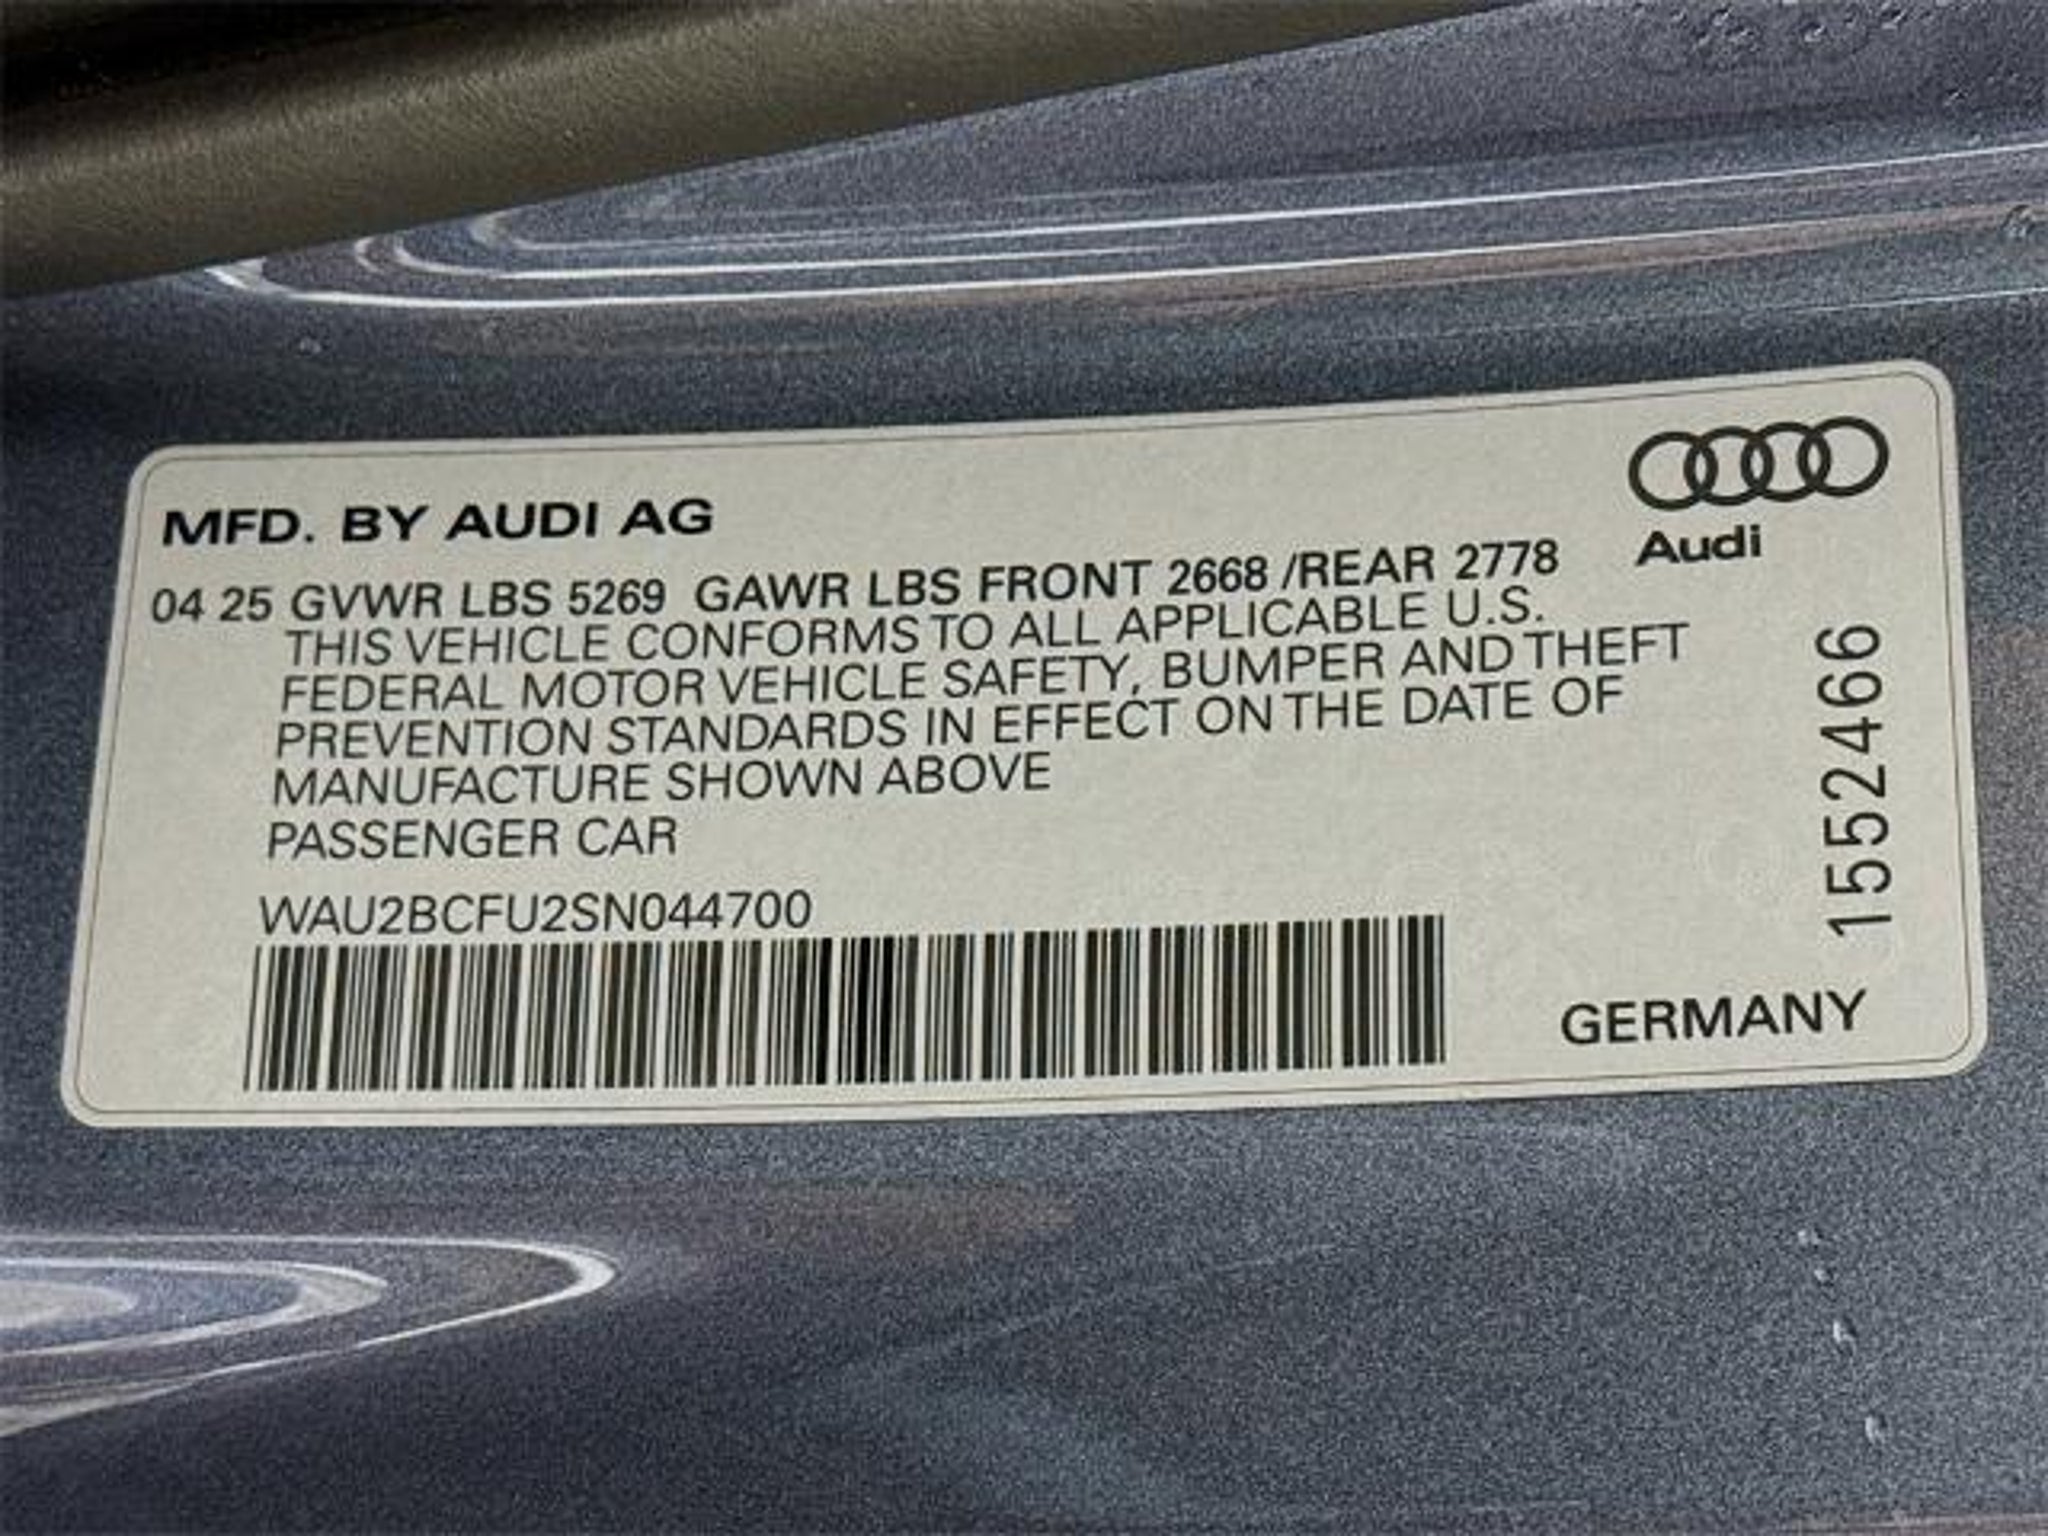 MFD. BY AUDI AG
Audi
04 25 GVWR LBS 5269 GAWR LBS FRONT 2668 /REAR 2778
THIS VEHICLE CONFORMS TO ALL APPLICABLE U.S.
FEDERAL MOTOR VEHICLE SAFETY, BUMPER AND THEFT
PREVENTION STANDARDS IN EFFECT ON THE DATE OF
MANUFACTURE SHOWN ABOVE
PASSENGER CAR
WAU2BCFU2SN044700
1552466
GERMANY